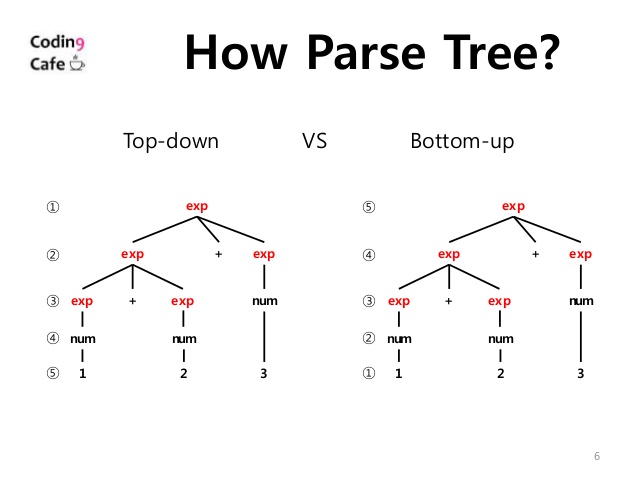 Coding
Cafe
How Parse Tree?
Top-down VS Bottom-up
① exp ⑤ exp
② exp + exp ④ exp + exp
③ exp + exp num ③ exp + exp num
④ num num ② num num
⑤ 1 2 3 ① 1 2 3
6